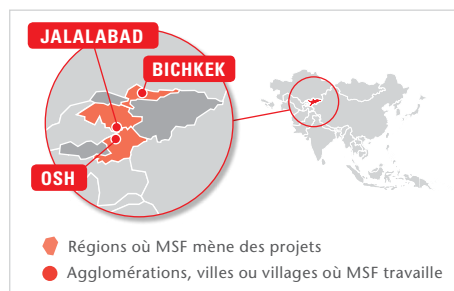 JALALABAD
BICHKEK
OSH
Régions où MSF mène des projets
Agglomérations, villes ou villages où MSF travaille